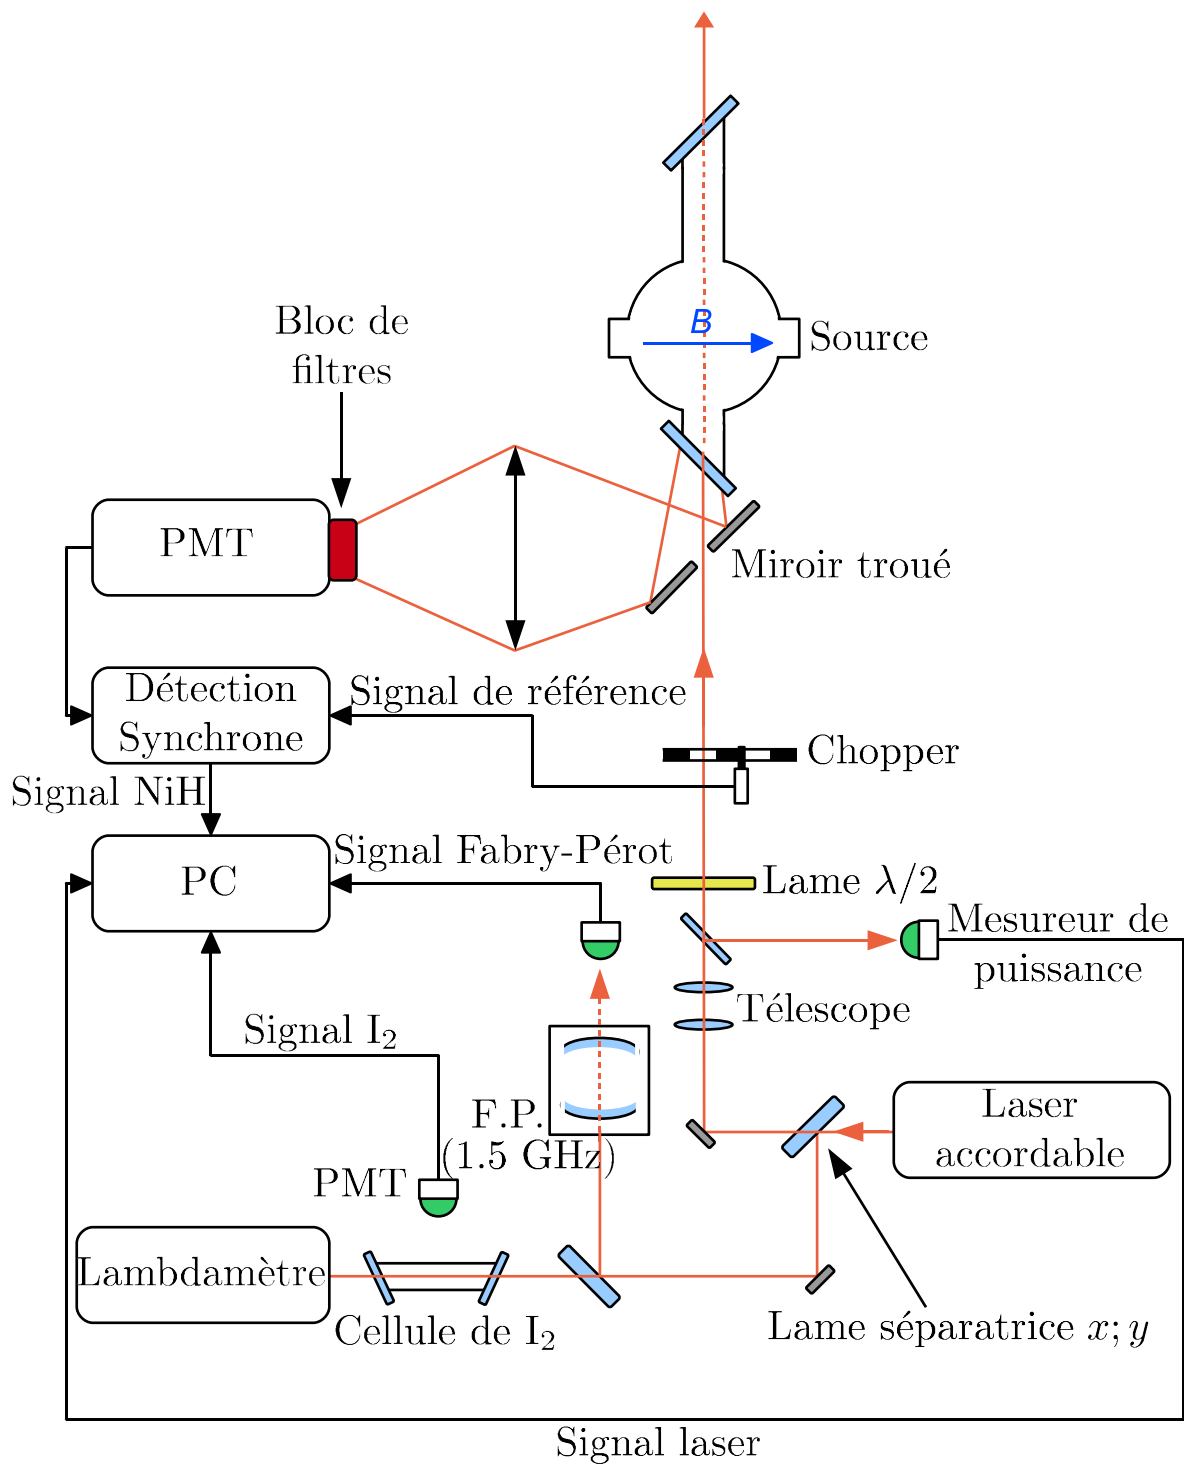 B
Source
Bloc de
filtres
PMT
Miroir troué
Détection
Synchrone
Signal de référence
Chopper
Signal NiH
PC
Signal Fabry-Pérot
Lame λ/2
Mesureur de
puissance
Télescope
Signal I₂
F.P.
(1.5 GHz)
Laser
accordable
PMT
Lambdamètre
Cellule de I₂
Lame séparatrice x; y
Signal laser